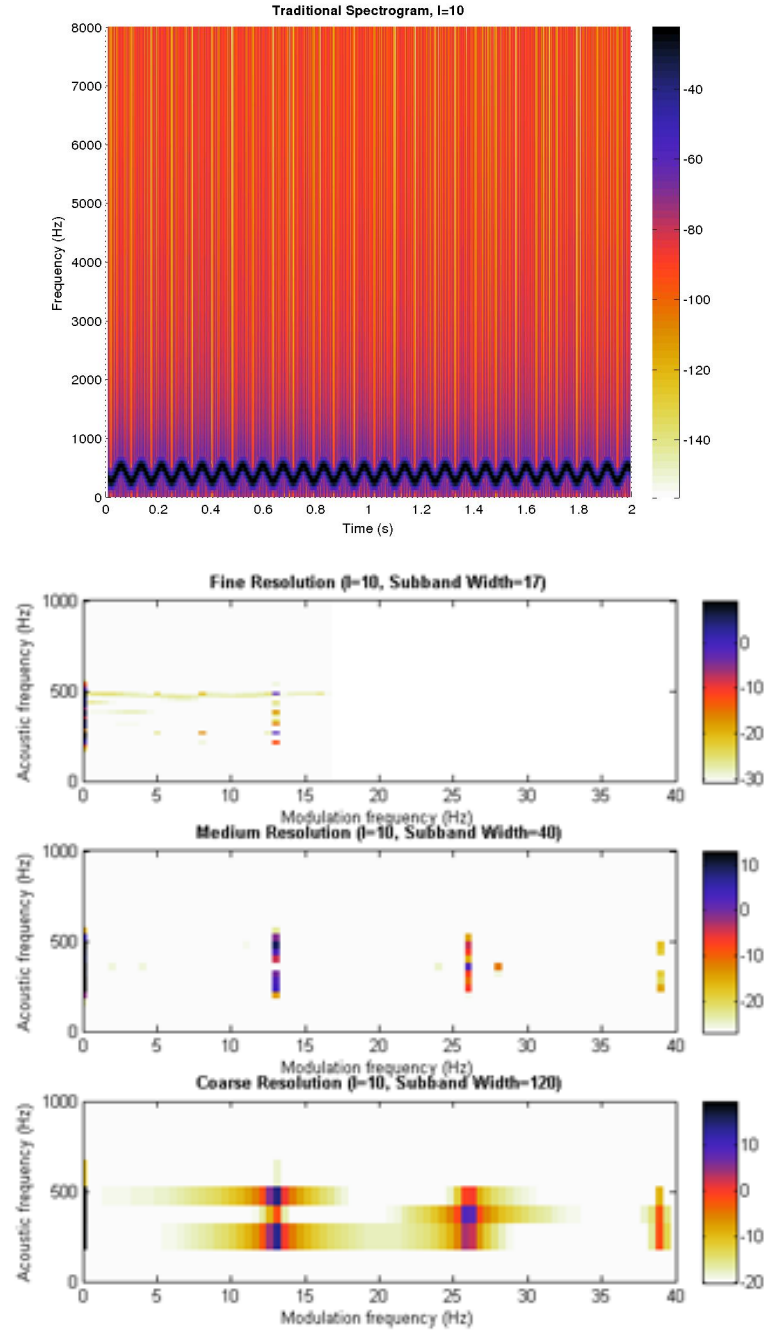 Traditional Spectrogram, I=10
8000
7000
6000
5000
4000
3000
2000
1000
0
Frequency (Hz)
0 0.2 0.4 0.6 0.8 1 1.2 1.4 1.6 1.8 2
Time (s)
-40
-60
-80
-100
-120
-140
Fine Resolution (I=10, Subband Width=17)
1000
500
0
Acoustic frequency (Hz)
0 5 10 15 20 25 30 35 40
Modulation frequency (Hz)
0
-10
-20
-30
Medium Resolution (I=10, Subband Width=40)
1000
500
0
Acoustic frequency (Hz)
0 5 10 15 20 25 30 35 40
Modulation frequency (Hz)
10
0
-10
-20
Coarse Resolution (I=10, Subband Width=120)
1000
500
0
Acoustic frequency (Hz)
0 5 10 15 20 25 30 35 40
Modulation frequency (Hz)
10
0
-10
-20